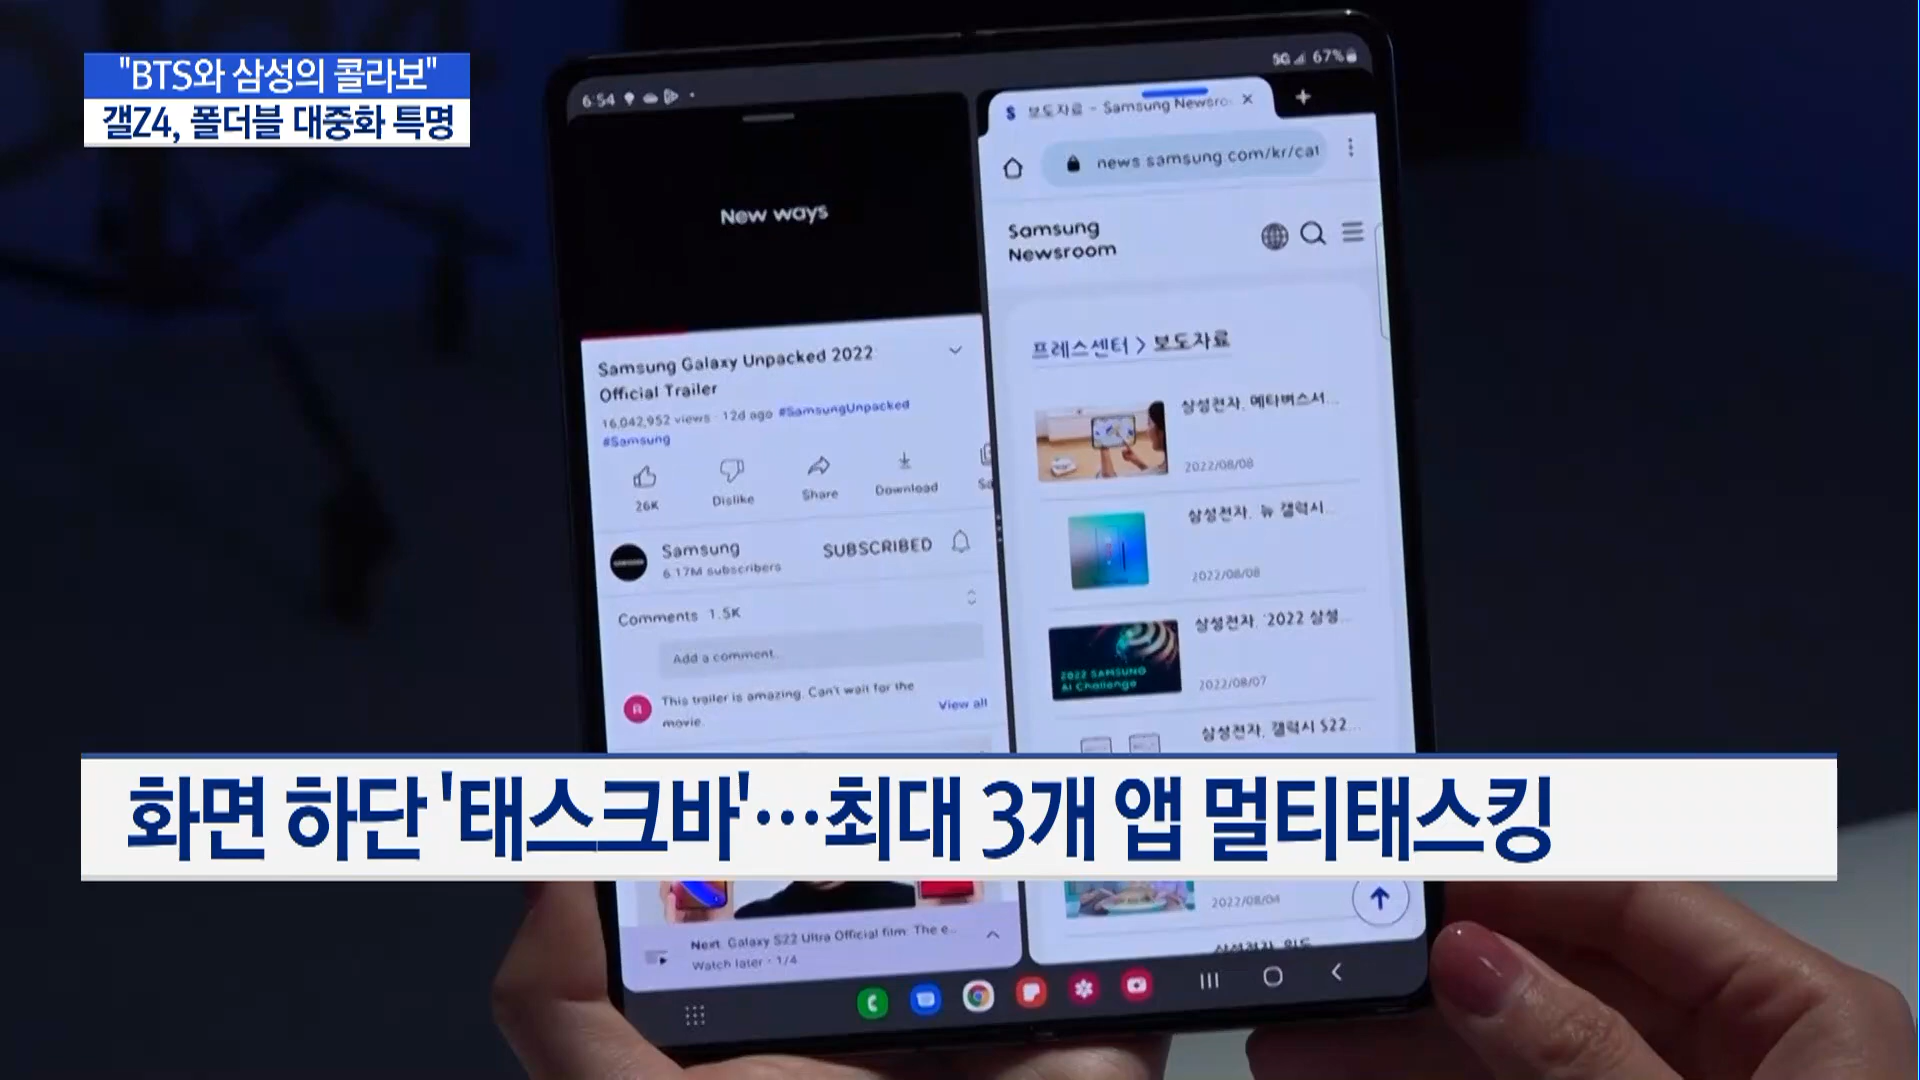 "BTS와 삼성의 콜라보"
갤Z4, 폴더블 대중화 특명
6:54
5G 67%
New ways
Samsung Galaxy Unpacked 2022
Official Trailer
16,042,952 views · 12d ago #SamsungUnpacked
#Samsung
26K
Dislike
Share
Download
Samsung
6.17M subscribers
SUBSCRIBED
Comments 1.5K
Add a comment...
R
This trailer is amazing. Can't wait for the
movie.
View all
Next: Galaxy S22 Ultra Official film: The e...
Watch later · 1/4
S 보도자료 - Samsung Newsro
news.samsung.com/kr/cat
Samsung
Newsroom
프레스센터 > 보도자료
삼성전자, 메타버스서...
2022/08/08
삼성전자, 뉴 갤럭시...
2022/08/08
2022 SAMSUNG
AI Challenge
삼성전자, '2022 삼성...
2022/08/07
삼성전자, 갤럭시 S22...
화면 하단 '태스크바'…최대 3개 앱 멀티태스킹
2022/08/04